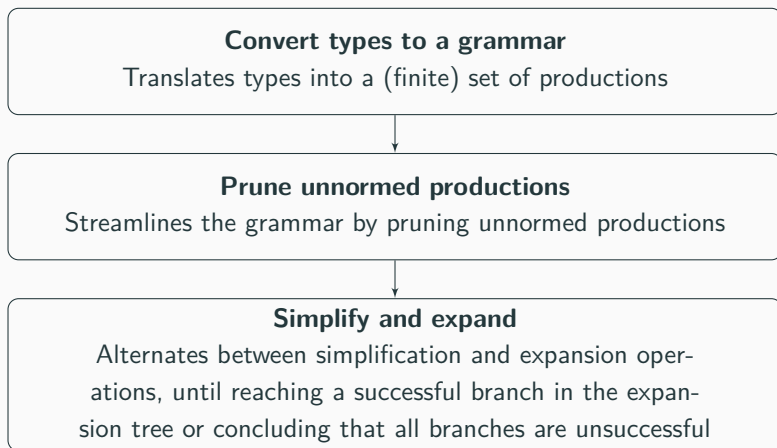 Convert types to a grammar
Translates types into a (finite) set of productions
Prune unnormed productions
Streamlines the grammar by pruning unnormed productions
Simplify and expand
Alternates between simplification and expansion oper-
ations, until reaching a successful branch in the expan-
sion tree or concluding that all branches are unsuccessful